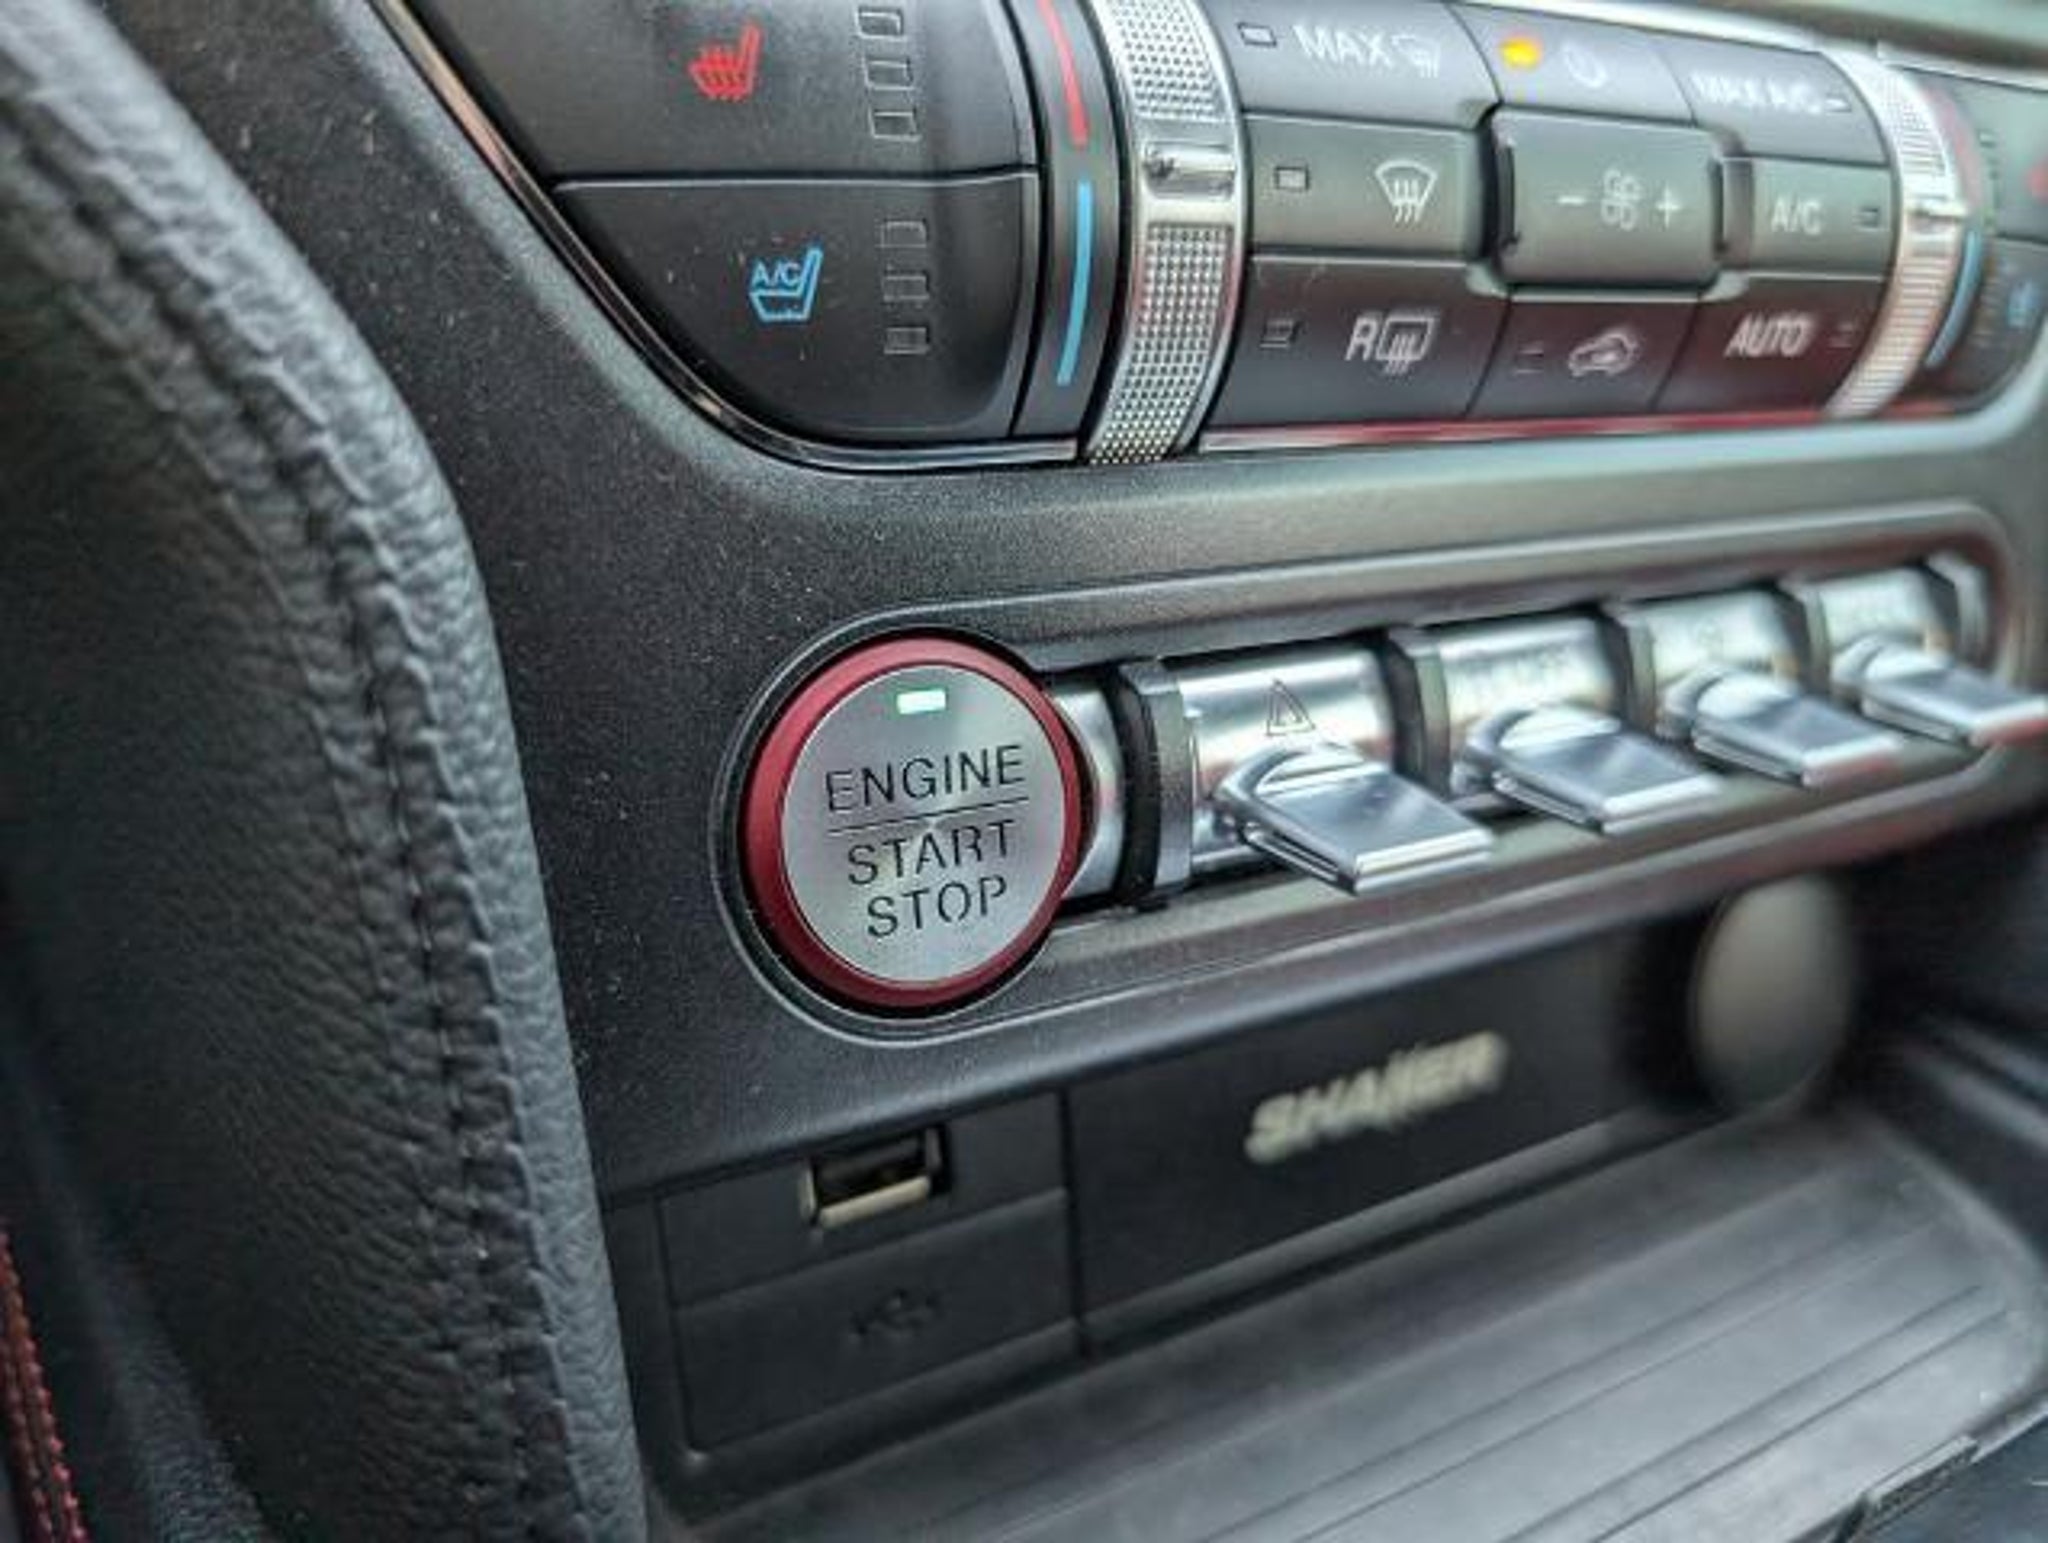 MAX
MAX A/C
A/C
A/C
R
AUTO
ENGINE
START
STOP
SHAKER